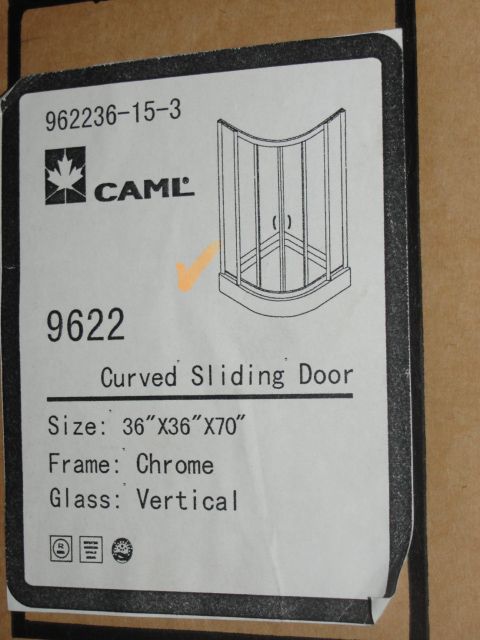 962236-15-3
CAML
9622
Curved Sliding Door
Size: 36"X36"X70"
Frame: Chrome
Glass: Vertical
R